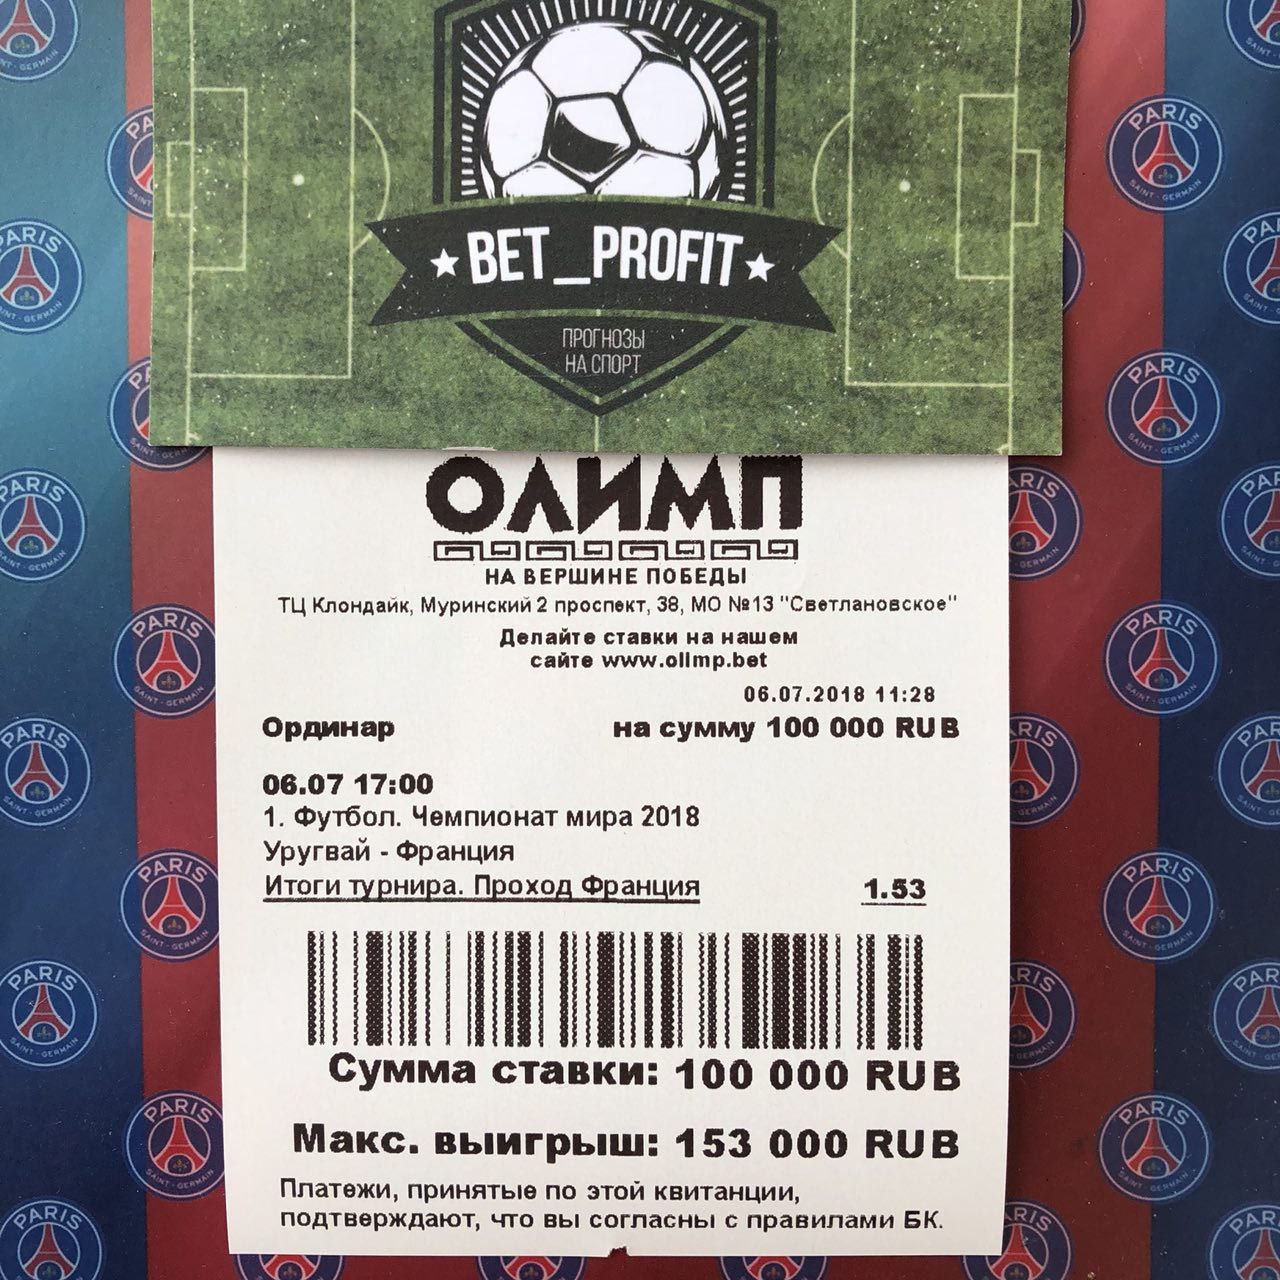 BET_PROFIT
ПРОГНОЗЫ
НА СПОРТ
ОЛИМП
НА ВЕРШИНЕ ПОБЕДЫ
ТЦ Клондайк, Муринский 2 проспект, 38, МО №13 "Светлановское"
Делайте ставки на нашем
сайте www.olimp.bet
06.07.2018 11:28
Ординар на сумму 100 000 RUB
06.07 17:00
1. Футбол. Чемпионат мира 2018
Уругвай - Франция
Итоги турнира. Проход Франция 1.53
Сумма ставки: 100 000 RUB
Макс. выигрыш: 153 000 RUB
Платежи, принятые по этой квитанции,
подтверждают, что вы согласны с правилами БК.
PARIS
SAINT-GERMAIN